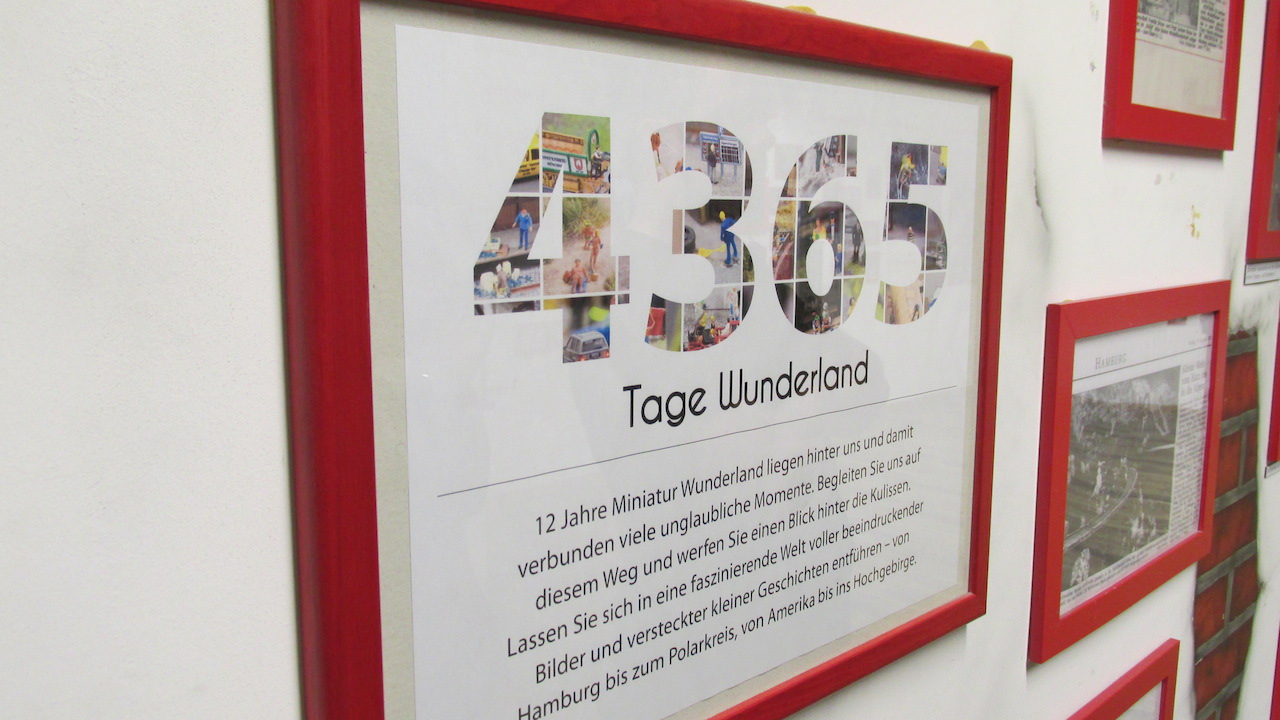 4365
Tage Wunderland
12 Jahre Miniatur Wunderland liegen hinter uns und damit
verbunden viele unglaubliche Momente. Begleiten Sie uns auf
diesem Weg und werfen Sie einen Blick hinter die Kulissen.
Lassen Sie sich in eine faszinierende Welt voller beeindruckender
Bilder und versteckter kleiner Geschichten entführen – von
Hamburg bis zum Polarkreis, von Amerika bis ins Hochgebirge.
HAMBURG